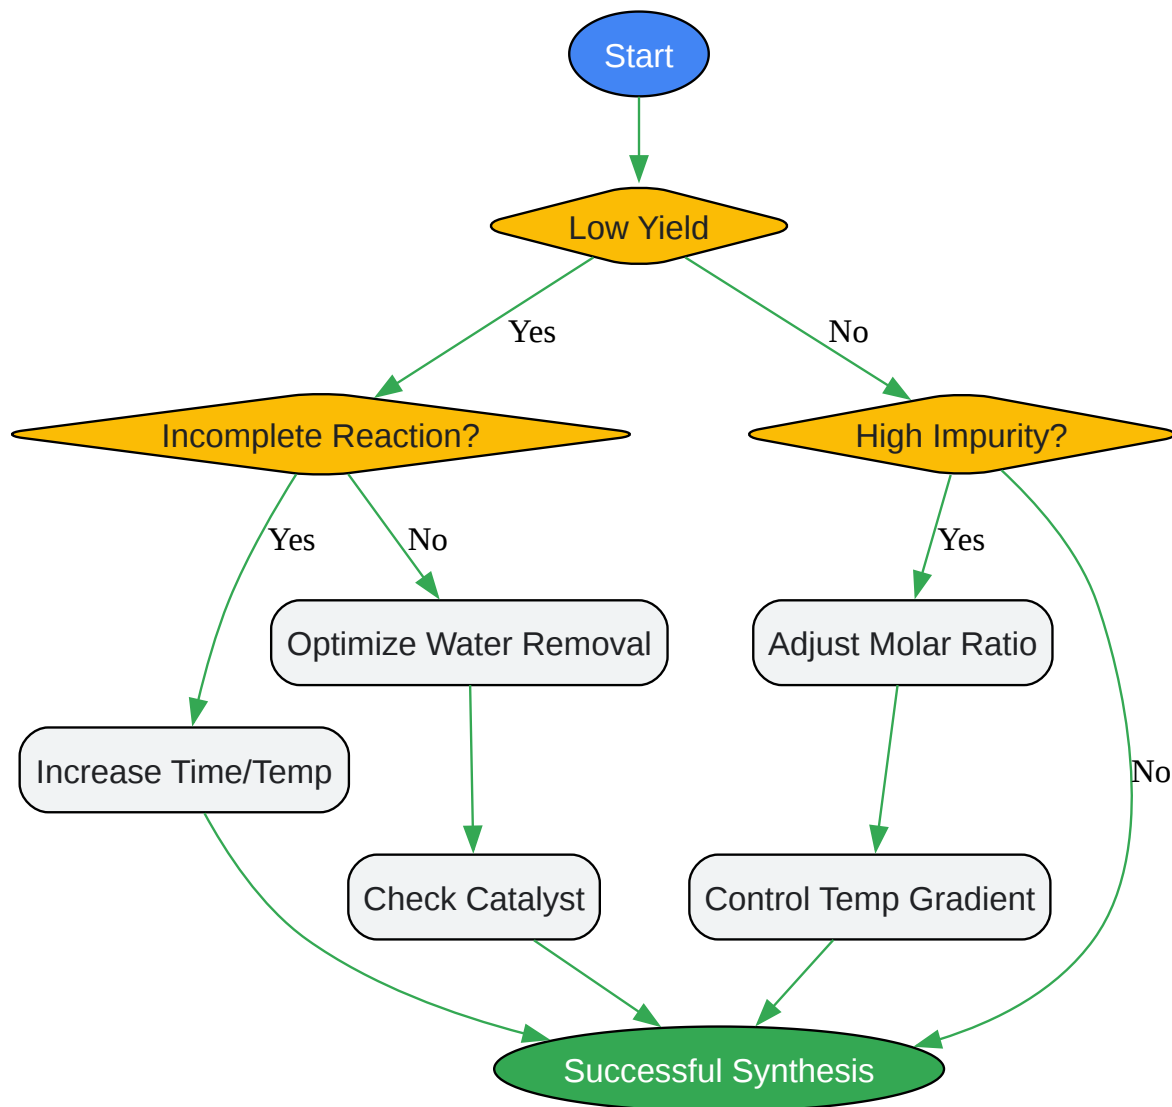 Start
Low Yield
Yes
No
Incomplete Reaction?
High Impurity?
Yes
No
Yes
Optimize Water Removal
Adjust Molar Ratio
Increase Time/Temp
No
Check Catalyst
Control Temp Gradient
Successful Synthesis